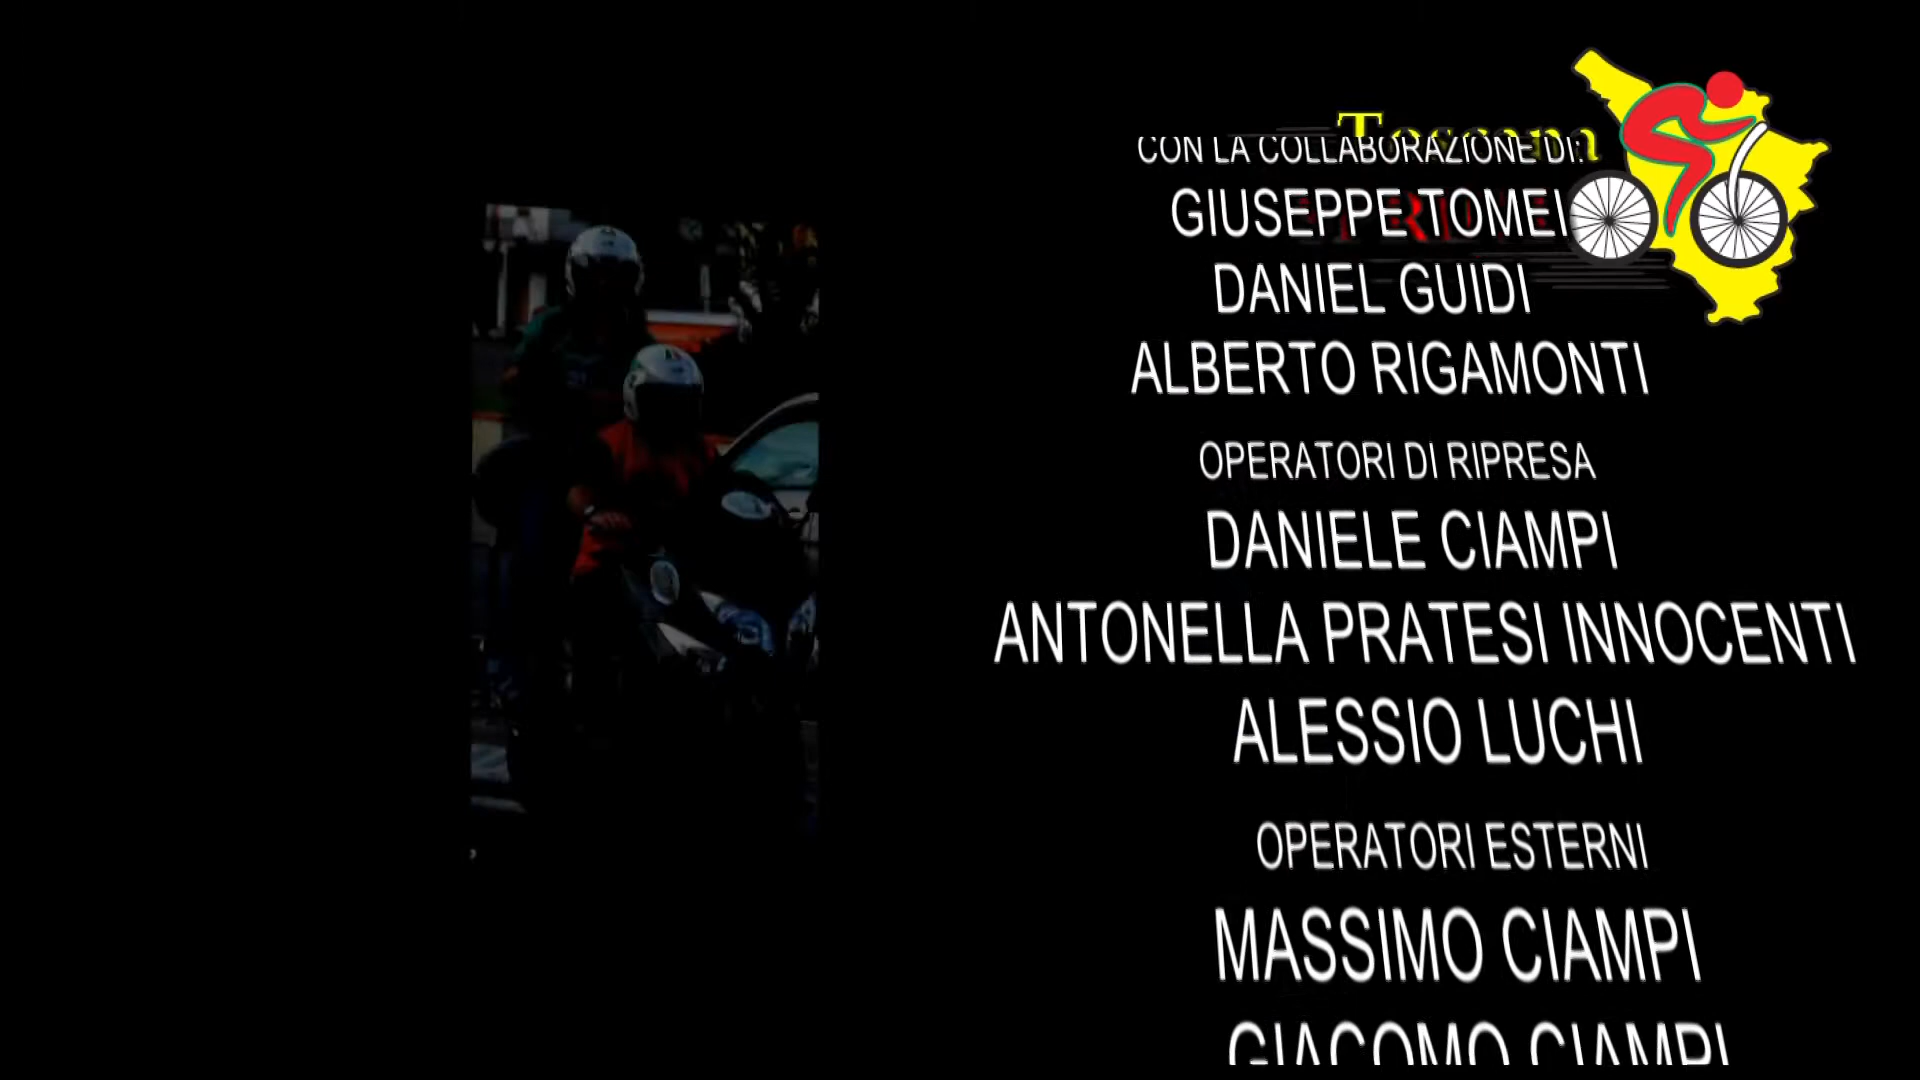 Toscana
CON LA COLLABORAZIONE DI:
GIUSEPPE TOMEI
DANIEL GUIDI
ALBERTO RIGAMONTI
OPERATORI DI RIPRESA
DANIELE CIAMPI
ANTONELLA PRATESI INNOCENTI
ALESSIO LUCHI
OPERATORI ESTERNI
MASSIMO CIAMPI
GIACOMO CIAMPI